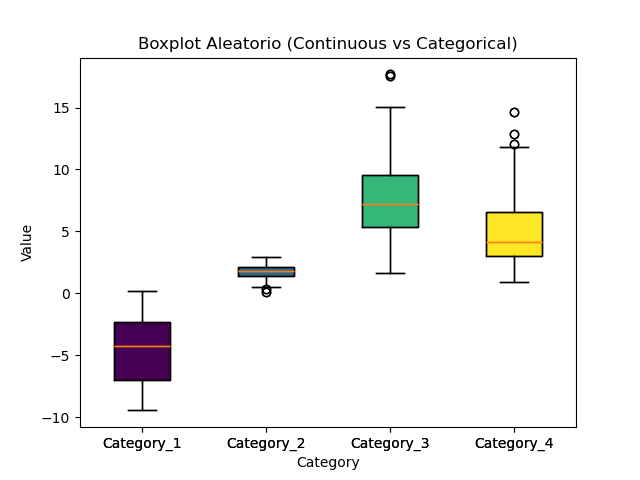 Boxplot Aleatorio (Continuous vs Categorical)
15
10
5
0
−5
−10
Value
Category_1 Category_2 Category_3 Category_4
Category